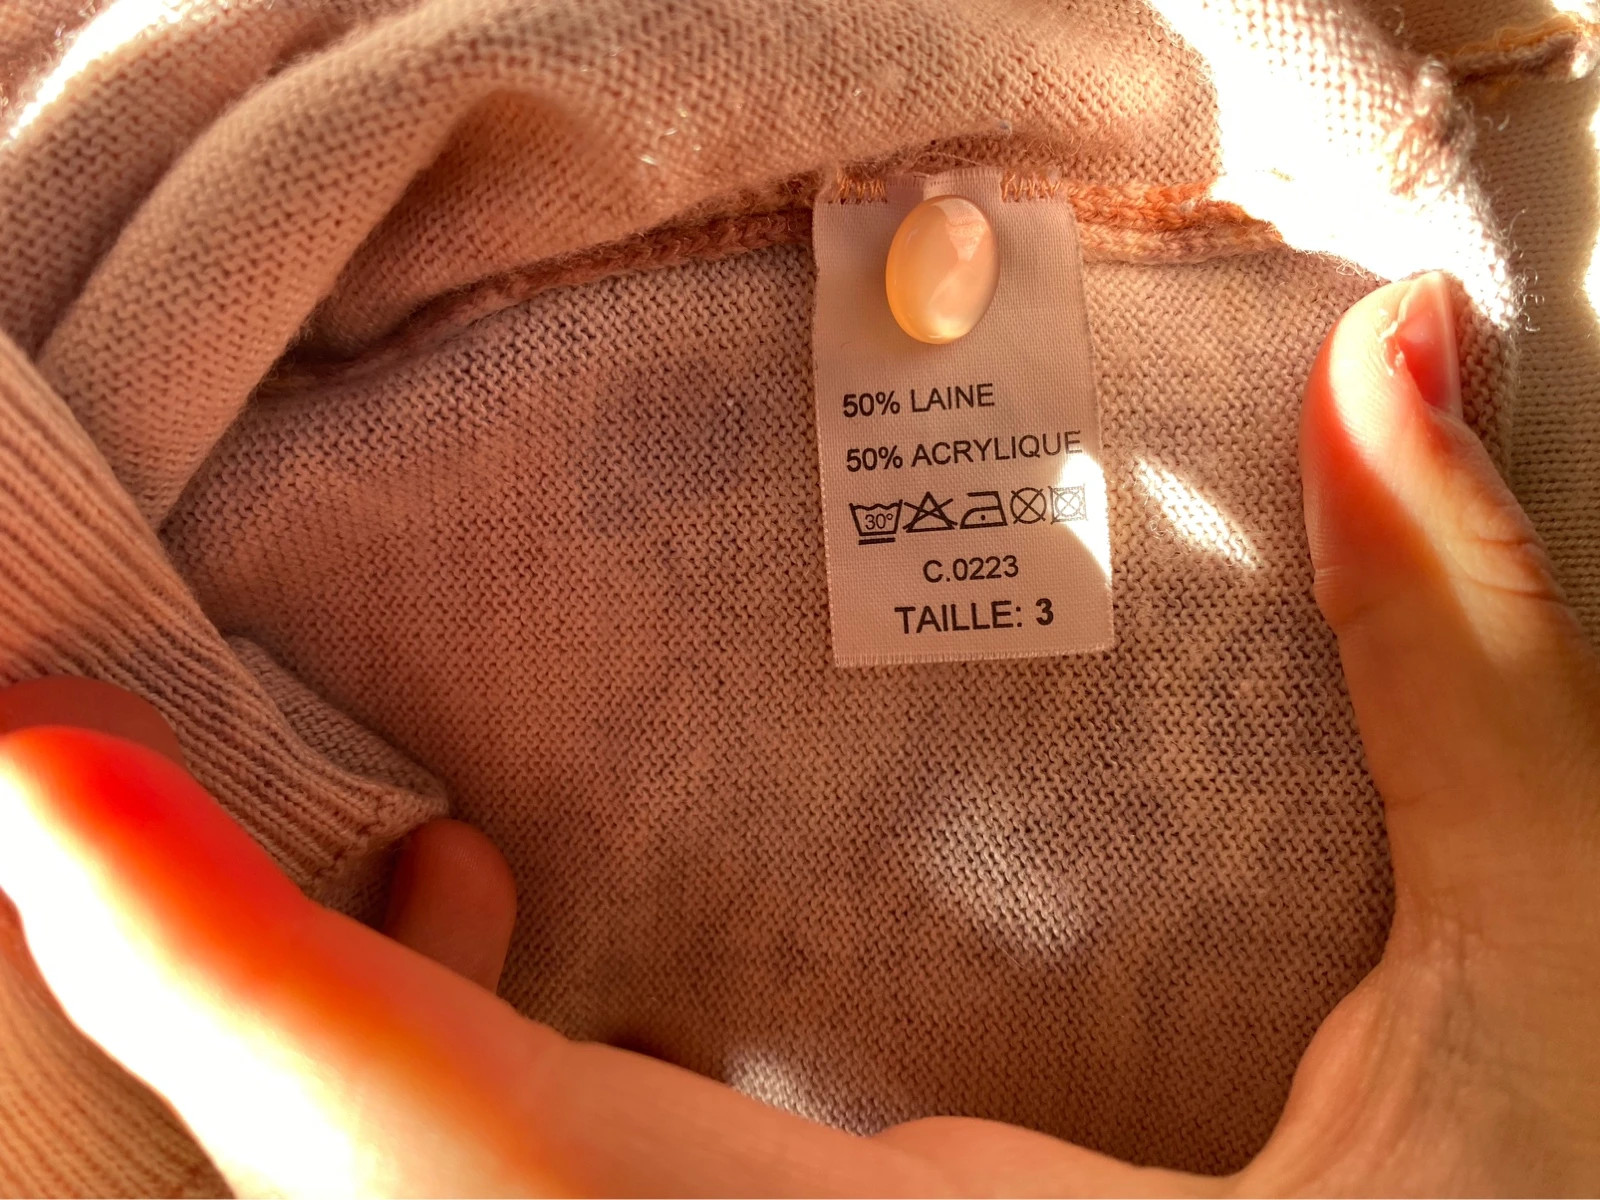 50% LAINE
50% ACRYLIQUE
30°
C.0223
TAILLE: 3